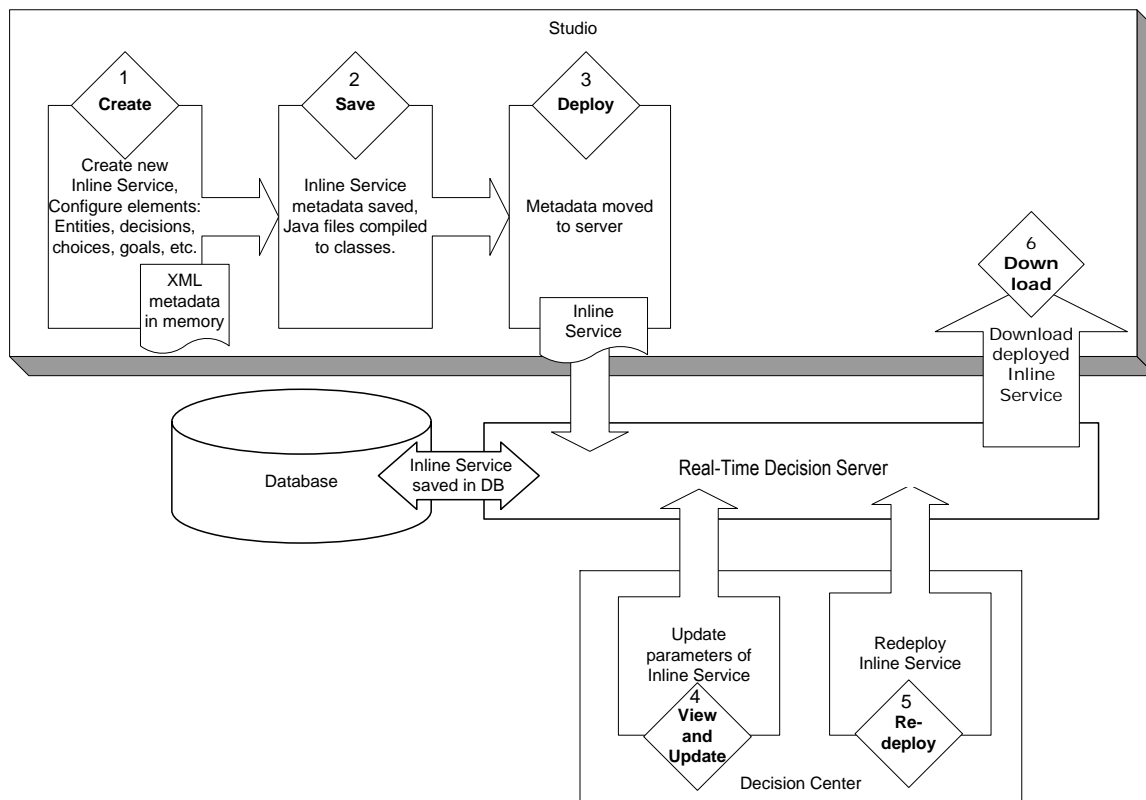 Studio
1
Create
Create new
Inline Service,
Configure elements:
Entities, decisions,
choices, goals, etc.
XML
metadata
in memory
2
Save
Inline Service
metadata saved,
Java files compiled
to classes.
3
Deploy
Metadata moved
to server
Inline
Service
6
Down
load
Download
deployed
Inline
Service
Database
Inline Service
saved in DB
Real-Time Decision Server
Update
parameters of
Inline Service
4
View
and
Update
Redeploy
Inline Service
5
Re-
deploy
Decision Center